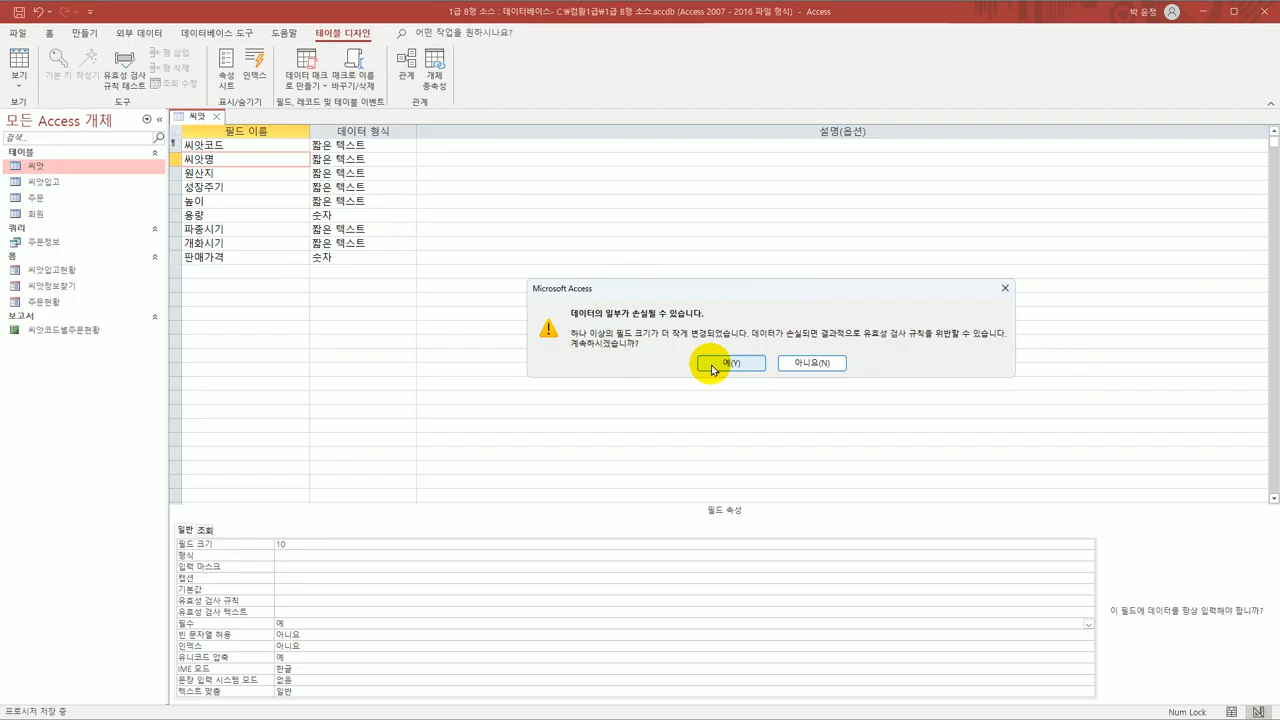 1급 B형 소스 : 데이터베이스- C:₩컴활1급₩1급 B형 소스.accdb (Access 2007 - 2016 파일 형식) - Access
박 윤정
파일 홈 만들기 외부 데이터 데이터베이스 도구 도움말 테이블 디자인 어떤 작업을 원하시나요?
보기
기본 키
작성기
유효성 검사
규칙 테스트
행 삽입
행 삭제
조회 수정
속성
시트
인덱스
데이터 매크
로 만들기
매크로 이름
바꾸기/삭제
관계
개체
종속성
보기 도구 표시/숨기기 필드, 레코드 및 테이블 이벤트 관계
모든 Access 개체
검색...
테이블
씨앗
씨앗입고
주문
회원
쿼리
주문정보
폼
씨앗입고현황
씨앗정보찾기
주문현황
보고서
씨앗코드별주문현황
씨앗
필드 이름 데이터 형식 설명(옵션)
씨앗코드 짧은 텍스트
씨앗명 짧은 텍스트
원산지 짧은 텍스트
성장주기 짧은 텍스트
높이 짧은 텍스트
용량 숫자
파종시기 짧은 텍스트
개화시기 짧은 텍스트
판매가격 숫자
Microsoft Access
데이터의 일부가 손실될 수 있습니다.
하나 이상의 필드 크기가 더 작게 변경되었습니다. 데이터가 손실되면 결과적으로 유효성 검사 규칙을 위반할 수 있습니다.
계속하시겠습니까?
예(Y) 아니요(N)
필드 속성
일반 조회
필드 크기 10
형식
입력 마스크
캡션
기본값
유효성 검사 규칙
유효성 검사 텍스트
필수 예
빈 문자열 허용 아니요
인덱스 아니요
유니코드 압축 예
IME 모드 한글
문장 입력 시스템 모드 없음
텍스트 맞춤 일반
이 필드에 데이터를 항상 입력해야 합니까?
프로시저 저장 중
Num Lock